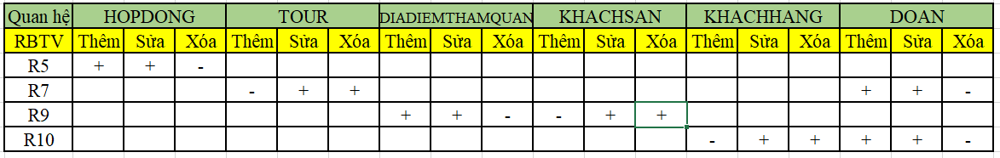 Quan hệ HOPDONG TOUR DIADIEMTHAMQUAN KHACHSAN KHACHHANG DOAN
RBTV Thêm Sửa Xóa Thêm Sửa Xóa Thêm Sửa Xóa Thêm Sửa Xóa Thêm Sửa Xóa Thêm Sửa Xóa
R5 + + -
R7 - + + + + -
R9 + + - - + +
R10 - + + + + -